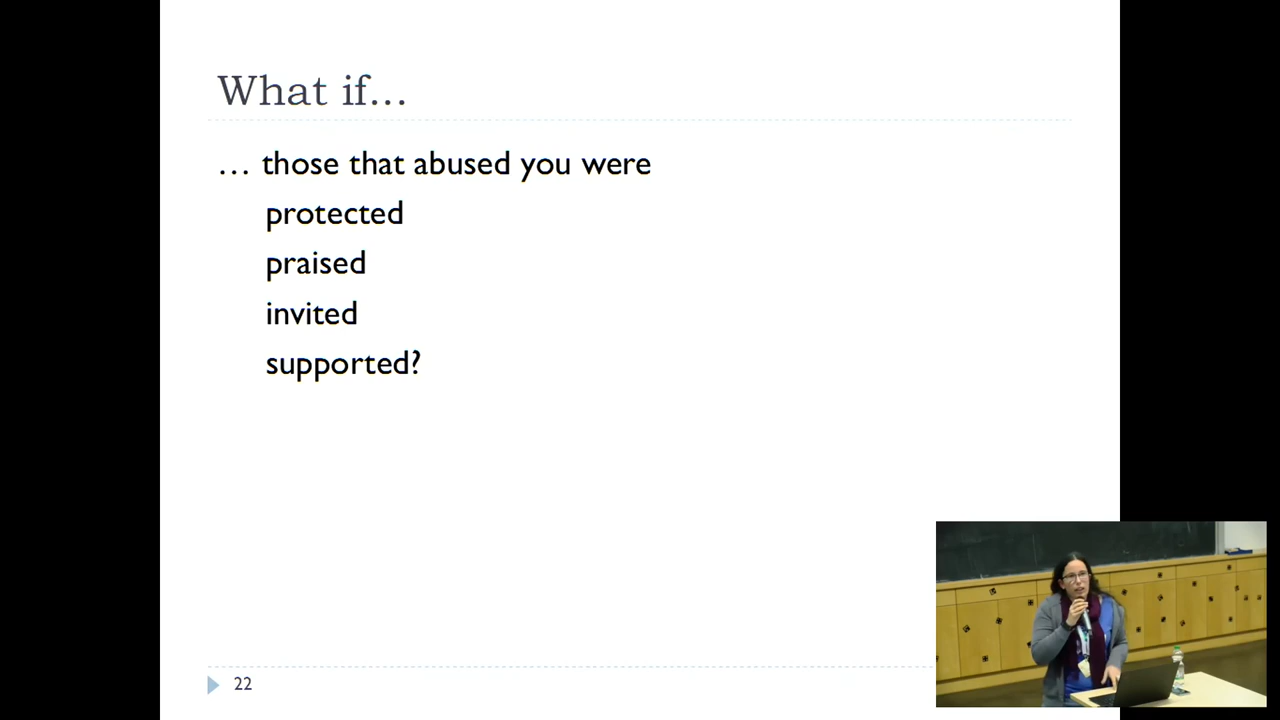 What if...
... those that abused you were
protected
praised
invited
supported?
22